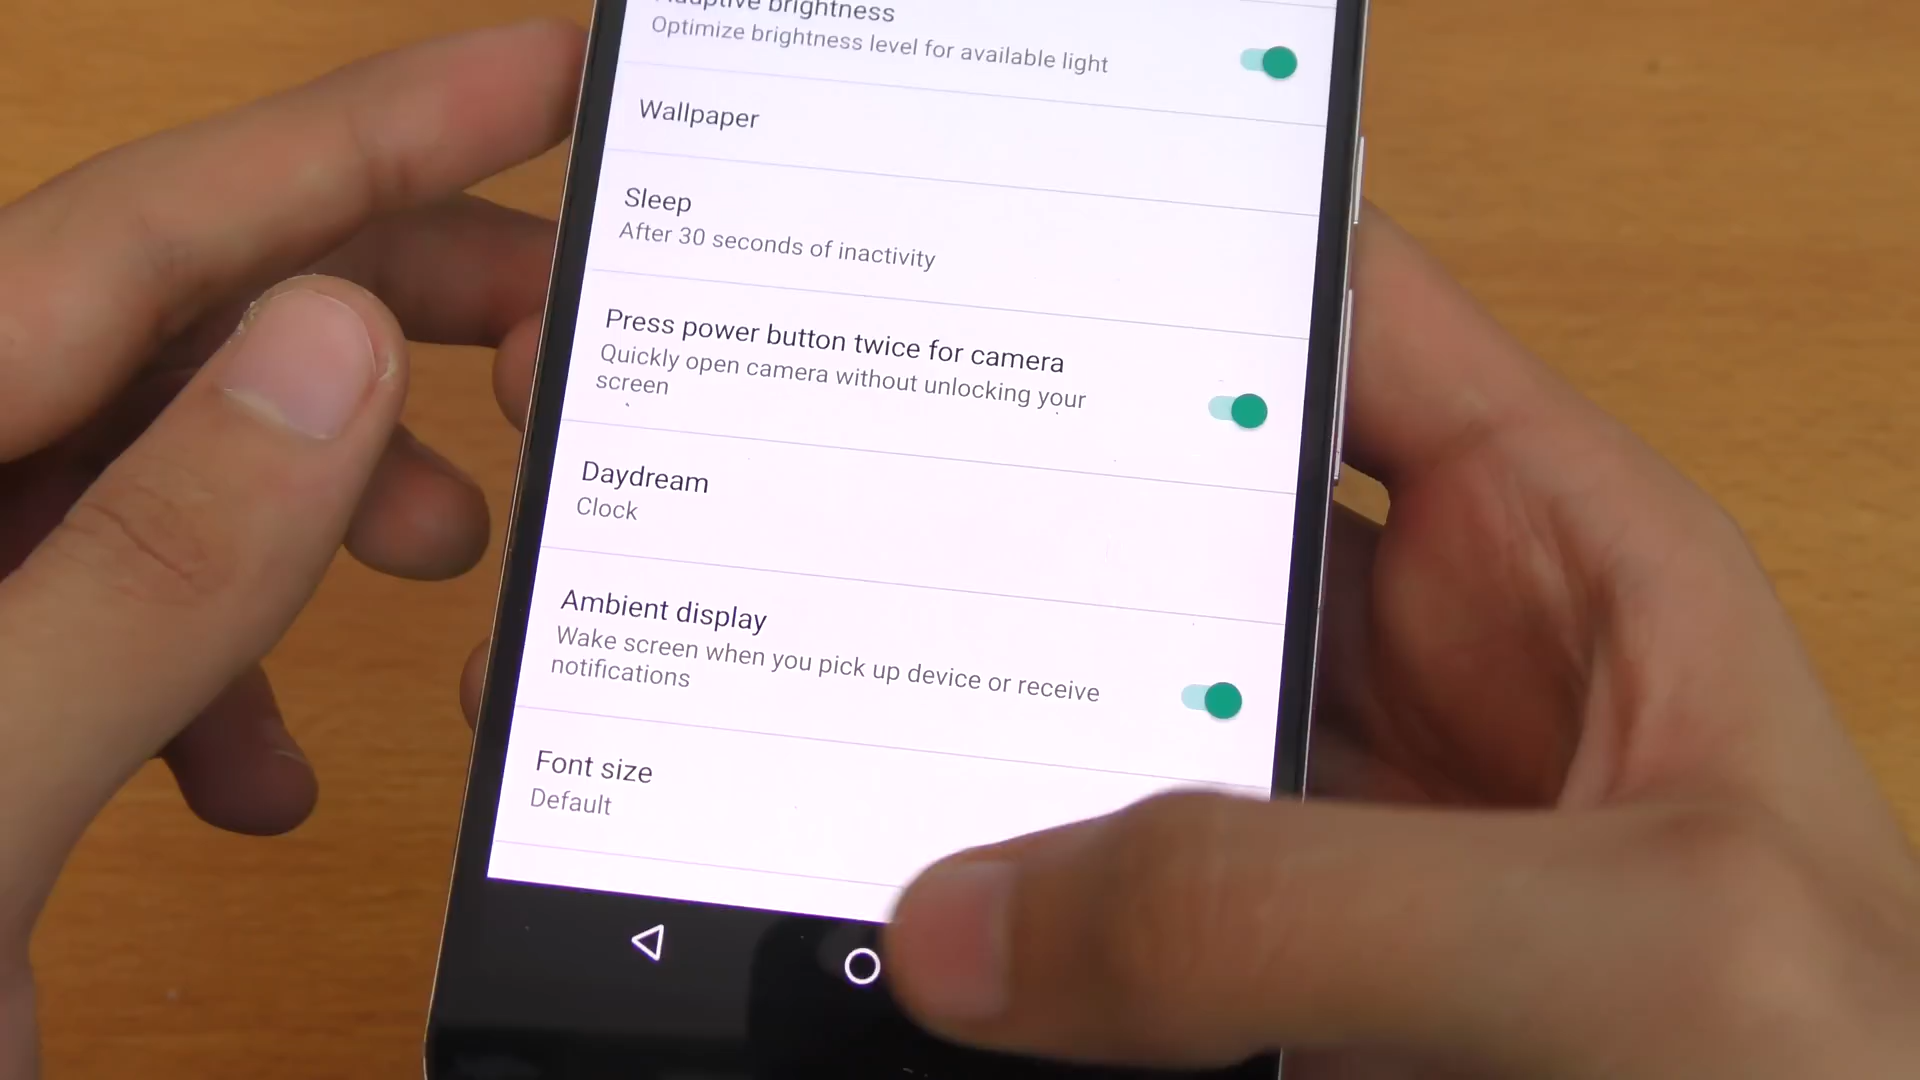 Adaptive brightness
Optimize brightness level for available light
Wallpaper
Sleep
After 30 seconds of inactivity
Press power button twice for camera
Quickly open camera without unlocking your
screen
Daydream
Clock
Ambient display
Wake screen when you pick up device or receive
notifications
Font size
Default